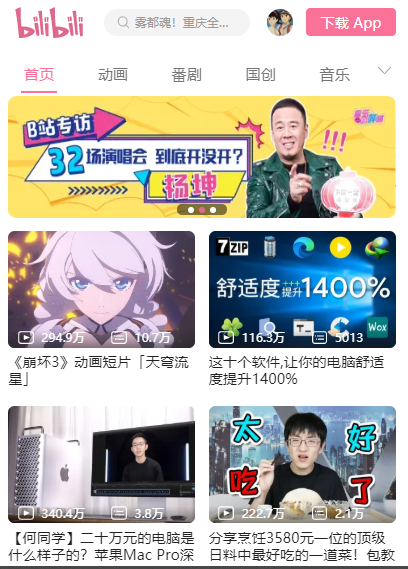 bilibili
雾都魂！重庆全...
下载 App
首页 动画 番剧 国创 音乐
B站专访
32场演唱会 到底开没开？
杨坤
!!!
7ZIP
舒适度提升+++1400%
Wox
294.9万 10.7万
116.3万 5013
《崩坏3》动画短片「天穹流星」
这十个软件,让你的电脑舒适度提升1400%
太好吃了
340.4万 3.8万
222.7万 2.1万
【何同学】二十万元的电脑是什么样子的？苹果Mac Pro深
分享烹饪3580元一位的顶级日料中最好吃的一道菜！包教